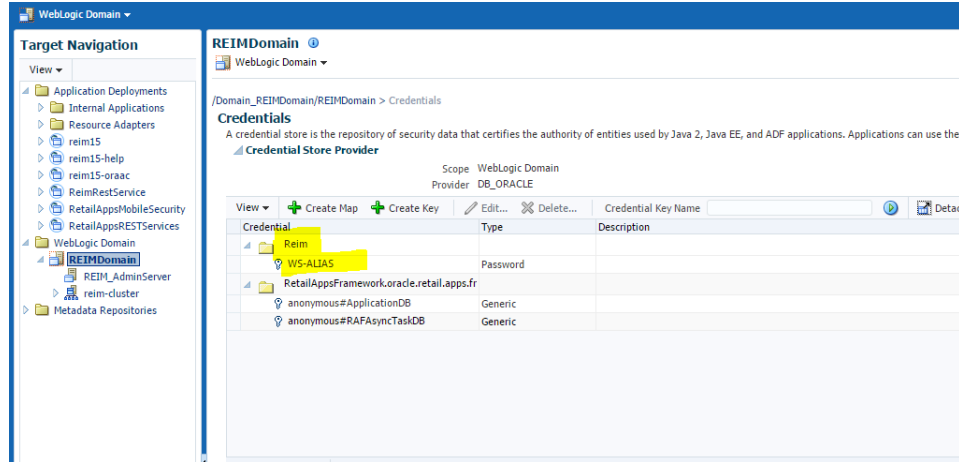 WebLogic Domain
Target Navigation
View
Application Deployments
Internal Applications
Resource Adapters
reim15
reim15-help
reim15-oraac
ReimRestService
RetailAppsMobileSecurity
RetailAppsRESTServices
WebLogic Domain
REIMDomain
REIM_AdminServer
reim-cluster
Metadata Repositories
REIMDomain
WebLogic Domain
/Domain_REIMDomain/REIMDomain > Credentials
Credentials
A credential store is the repository of security data that certifies the authority of entities used by Java 2, Java EE, and ADF applications. Applications can use the
Credential Store Provider
Scope WebLogic Domain
Provider DB_ORACLE
View Create Map Create Key Edit... Delete... Credential Key Name Detac
Credential Type Description
Reim
WS-ALIAS Password
RetailAppsFramework.oracle.retail.apps.fr
anonymous#ApplicationDB Generic
anonymous#RAFAsyncTaskDB Generic